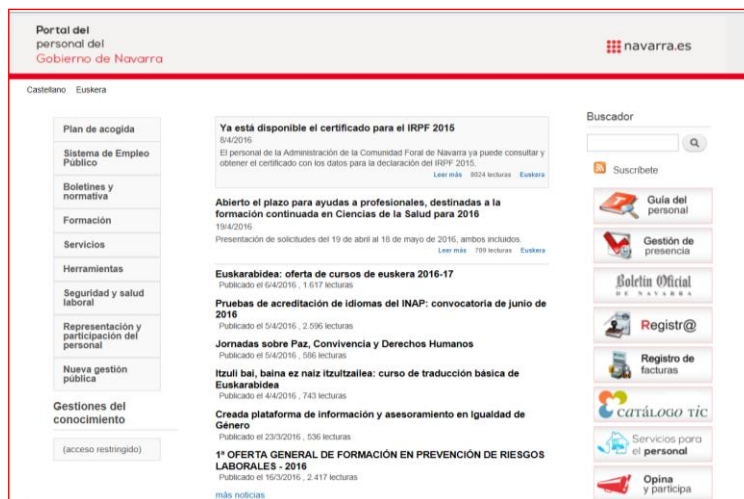 Portal del
personal del
Gobierno de Navarra
navarra.es
Castellano Euskera
Plan de acogida
Sistema de Empleo
Público
Boletines y
normativa
Formación
Servicios
Herramientas
Seguridad y salud
laboral
Representación y
participación del
personal
Nueva gestión
pública
Gestiones del
conocimiento
(acceso restringido)
Ya está disponible el certificado para el IRPF 2015
8/4/2016
El personal de la Administración de la Comunidad Foral de Navarra ya puede consultar y
obtener el certificado con los datos para la declaración del IRPF 2015.
Leer más 8024 lecturas Euskera
Abierto el plazo para ayudas a profesionales, destinadas a la
formación continuada en Ciencias de la Salud para 2016
19/4/2016
Presentación de solicitudes del 19 de abril al 18 de mayo de 2016, ambos incluidos.
Leer más 789 lecturas Euskera
Euskarabidea: oferta de cursos de euskera 2016-17
Publicado el 6/4/2016 , 1.617 lecturas
Pruebas de acreditación de idiomas del INAP: convocatoria de junio de
2016
Publicado el 5/4/2016 , 2.596 lecturas
Jornadas sobre Paz, Convivencia y Derechos Humanos
Publicado el 5/4/2016 , 586 lecturas
Itzuli bai, baina ez naiz itzultzailea: curso de traducción básica de
Euskarabidea
Publicado el 4/4/2016 , 743 lecturas
Creada plataforma de información y asesoramiento en Igualdad de
Género
Publicado el 23/3/2016 , 536 lecturas
1ª OFERTA GENERAL DE FORMACIÓN EN PREVENCIÓN DE RIESGOS
LABORALES - 2016
Publicado el 16/3/2016 , 2.417 lecturas
más noticias
Buscador
Suscríbete
Guía del
personal
Gestión de
presencia
Boletín Oficial
DE NAVARRA
Registr@
Registro de
facturas
CATÁLOGO TIC
Servicios para
el personal
Opina
y participa